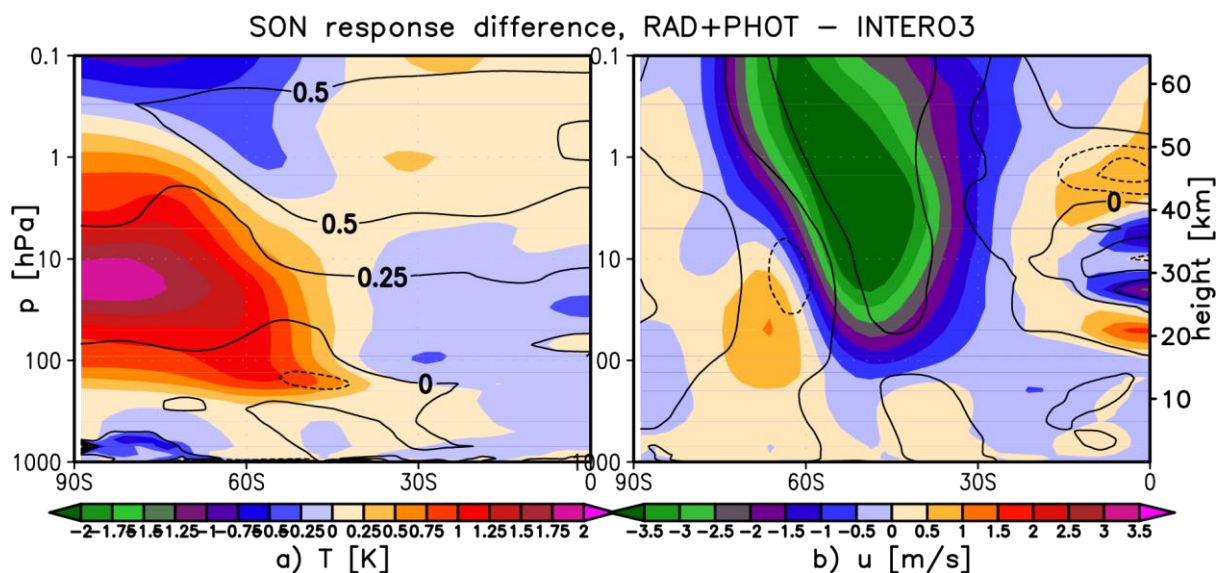 SON response difference, RAD+PHOT − INTERO3
0.1
1
10
100
1000
p [hPa]
0.5
0.5
0.25
0
90S 60S 30S 0
−2 −1.75 −1.5 −1.25 −1 −0.75 −0.5 −0.25 0 0.25 0.5 0.75 1 1.25 1.5 1.75 2
a) T [K]
0.1
1
10
100
1000
0
60
50
40
30
20
10
height [km]
90S 60S 30S 0
−3.5 −3 −2.5 −2 −1.5 −1 −0.5 0 0.5 1 1.5 2 2.5 3 3.5
b) u [m/s]